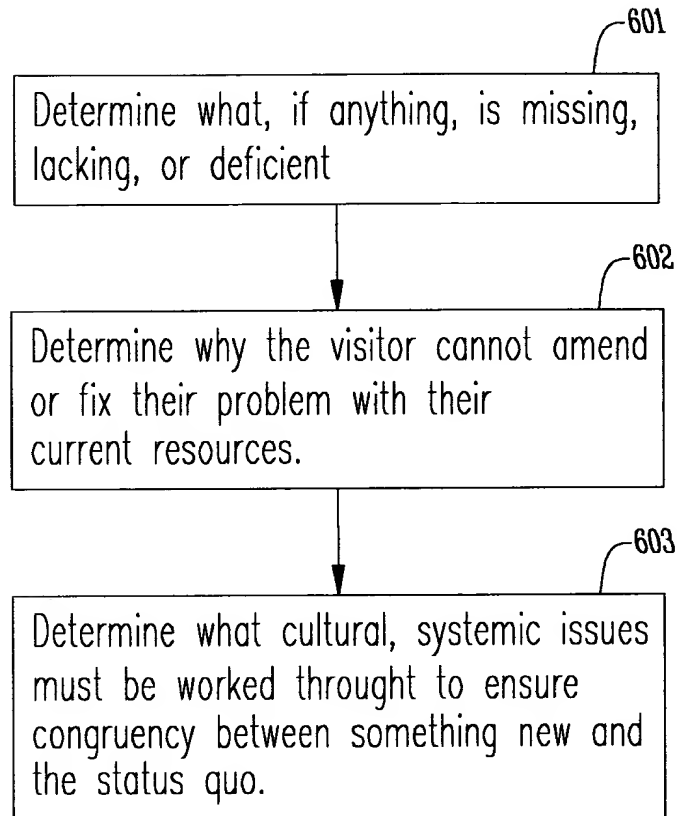 601
Determine what, if anything, is missing,
lacking, or deficient
602
Determine why the visitor cannot amend
or fix their problem with their
current resources.
603
Determine what cultural, systemic issues
must be worked throught to ensure
congruency between something new and
the status quo.